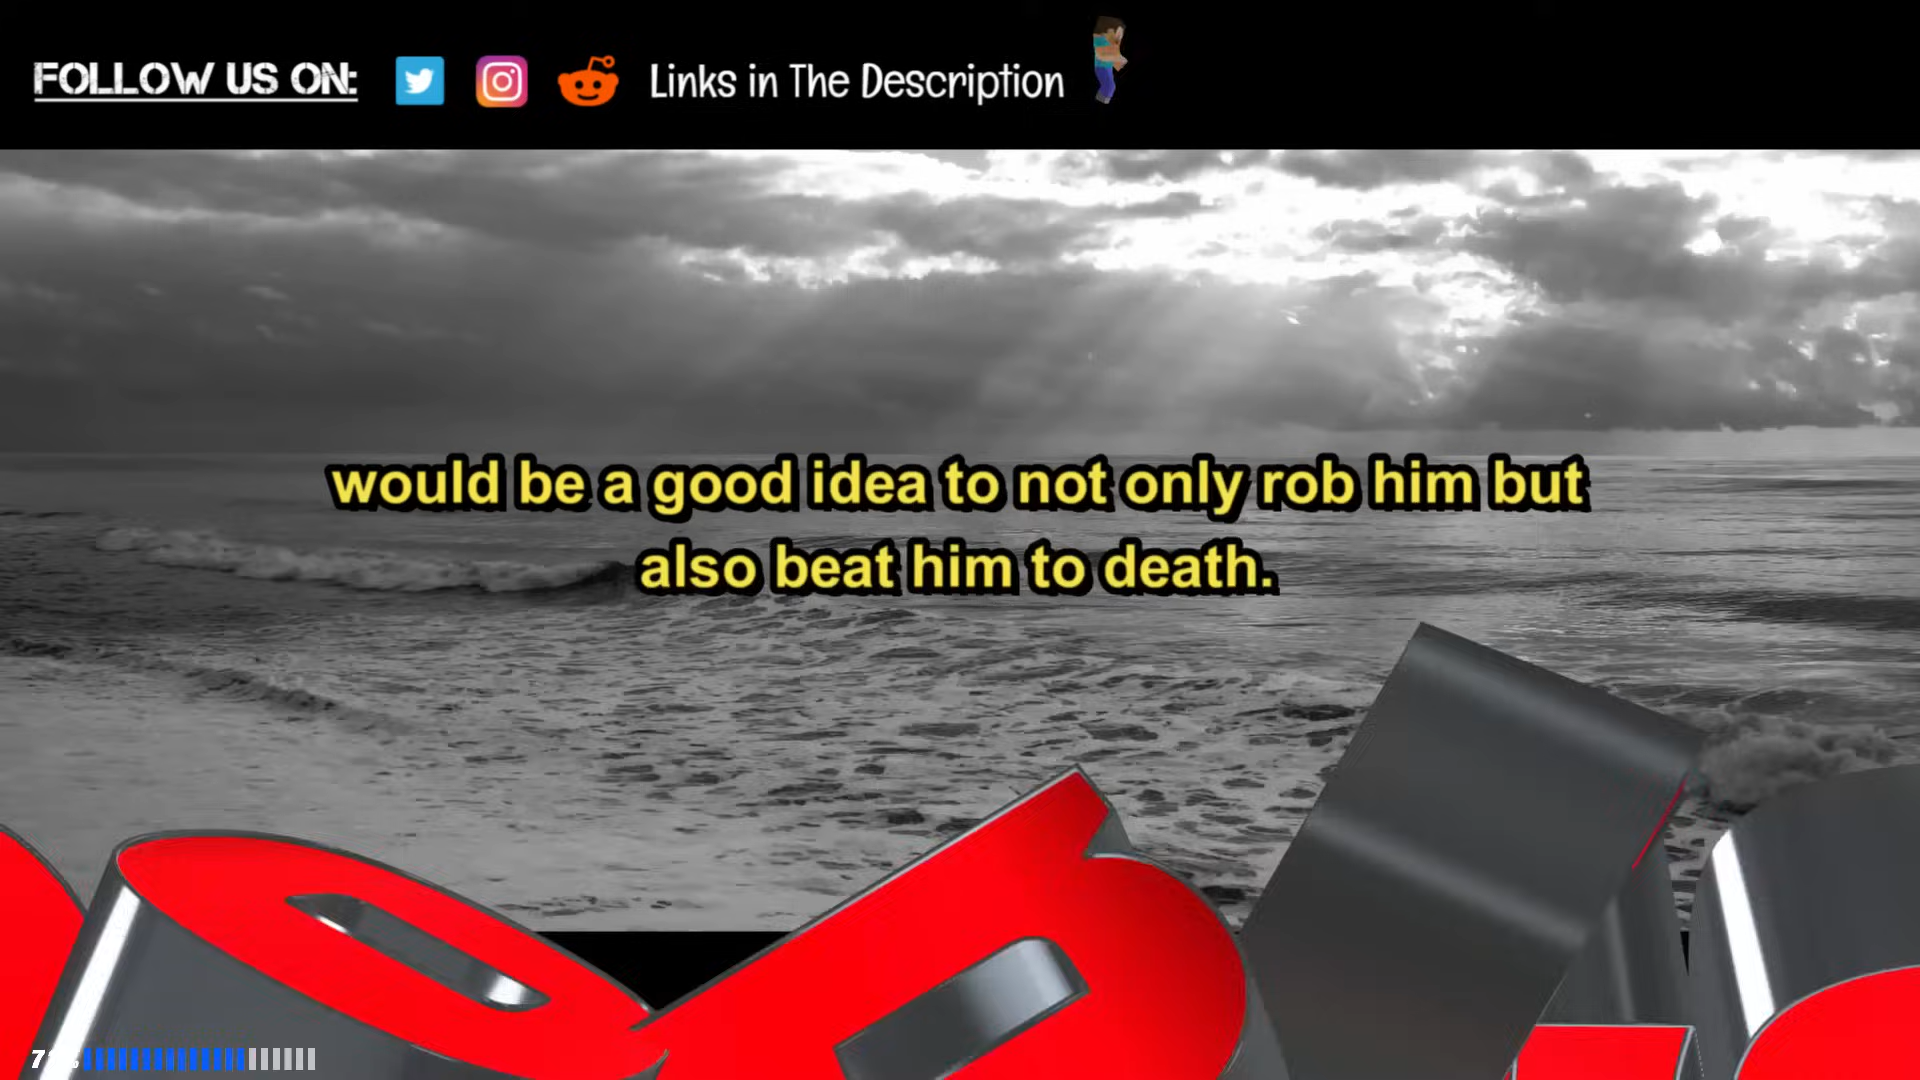 FOLLOW US ON: Links in The Description
would be a good idea to not only rob him but
also beat him to death.